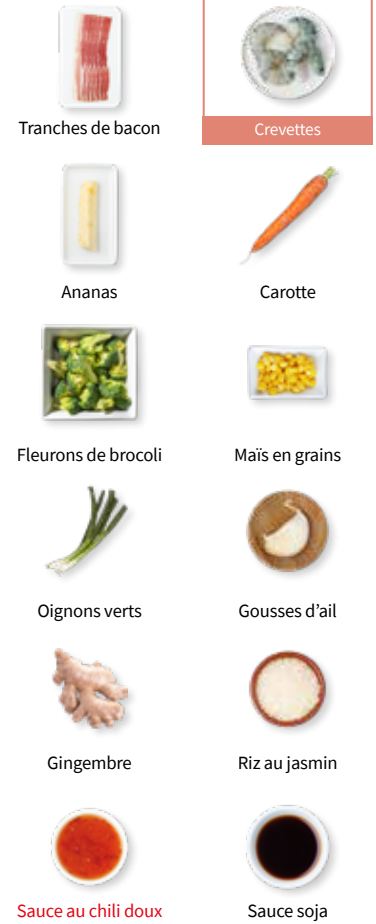 Tranches de bacon
Crevettes
Ananas
Carotte
Fleurons de brocoli
Maïs en grains
Oignons verts
Gousses d’ail
Gingembre
Riz au jasmin
Sauce au chili doux
Sauce soja